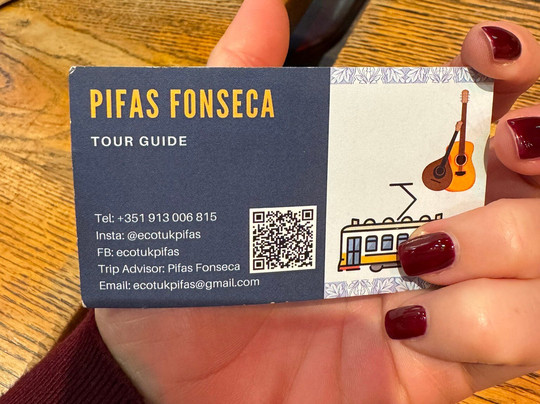 PIFAS FONSECA
TOUR GUIDE
Tel: +351 913 006 815
Insta: @ecotukpifas
FB: ecotukpifas
Trip Advisor: Pifas Fonseca
Email: ecotukpifas@gmail.com